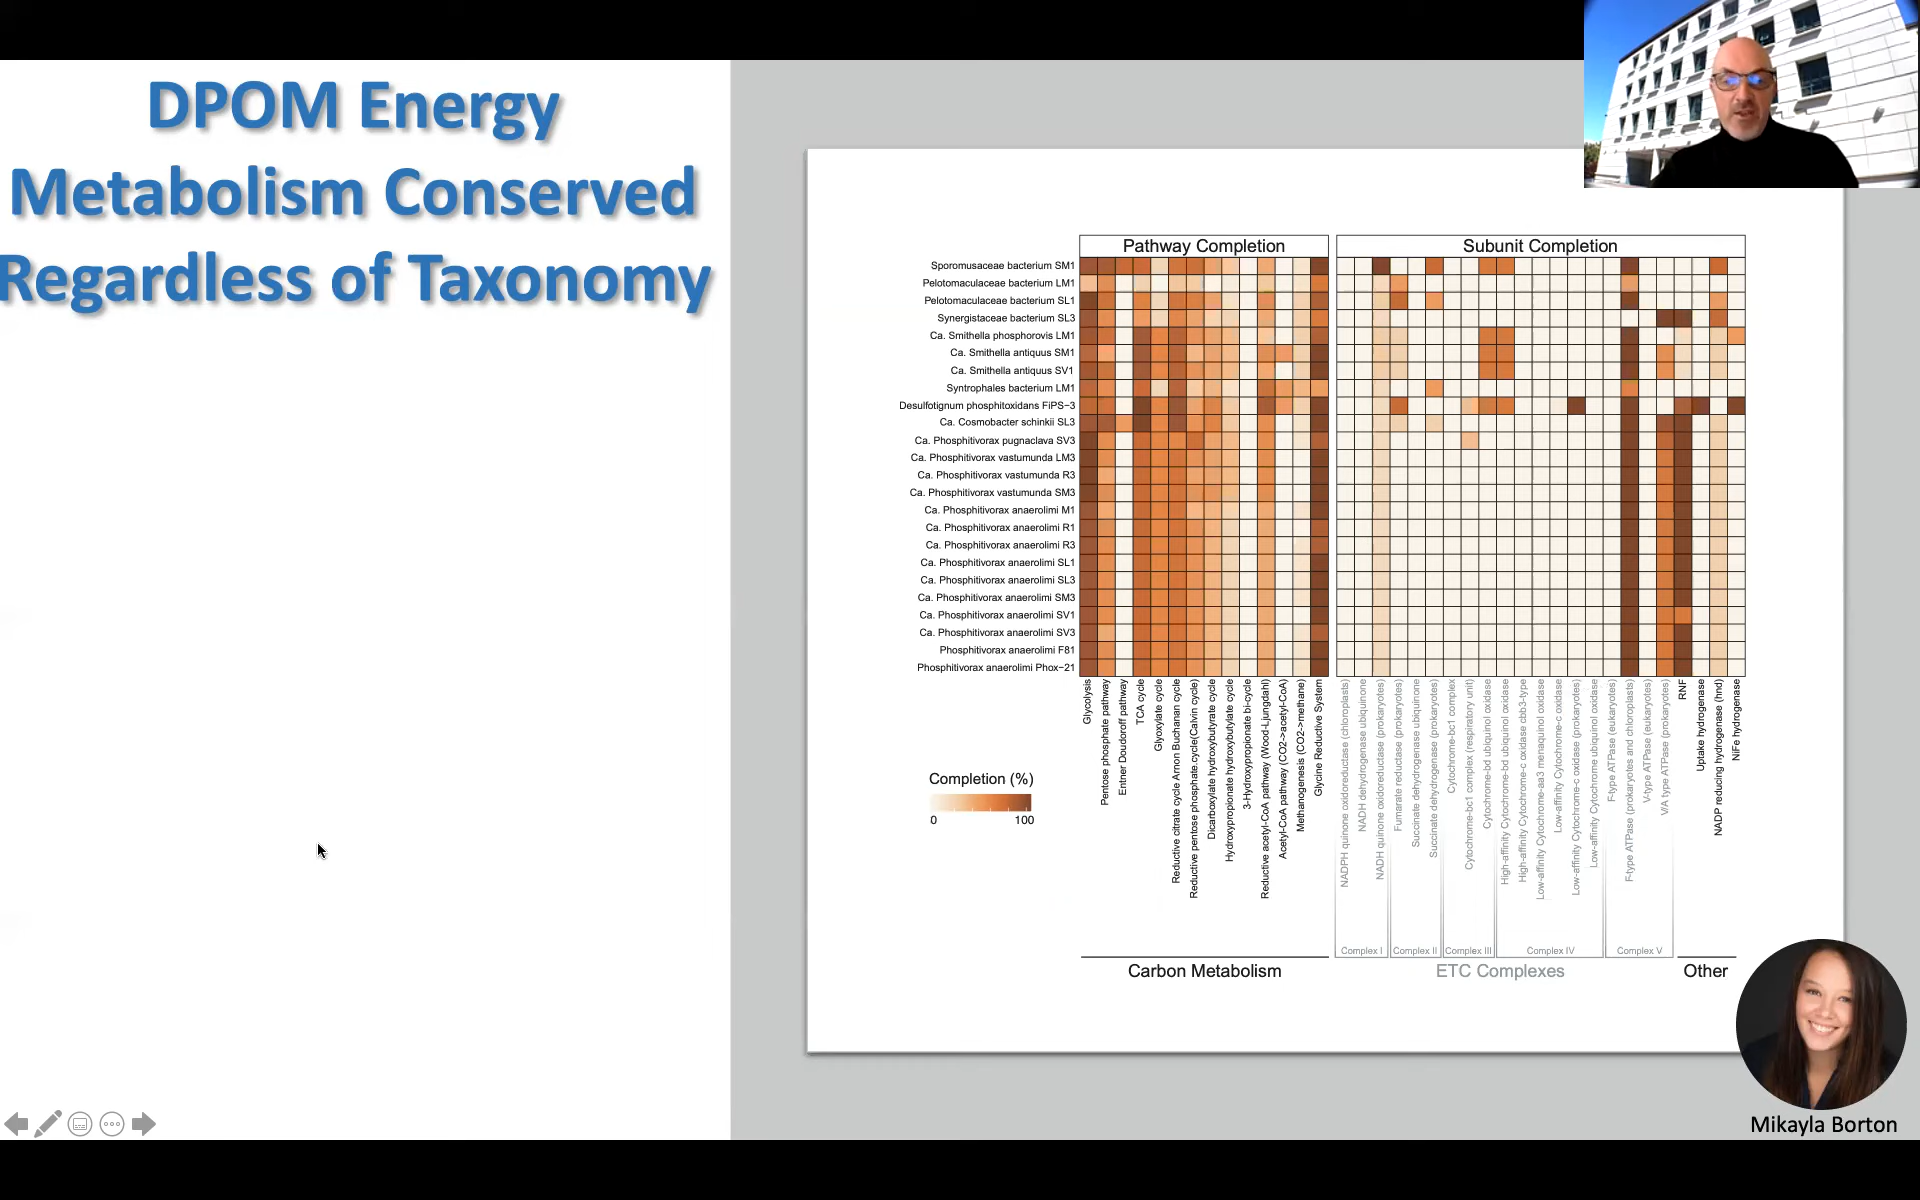 DPOM Energy
Metabolism Conserved
Regardless of Taxonomy
Pathway Completion
Subunit Completion
Sporomusaceae bacterium SM1
Pelotomaculaceae bacterium LM1
Pelotomaculaceae bacterium SL1
Synergistaceae bacterium SL3
Ca. Smithella phosphorovis LM1
Ca. Smithella antiquus SM1
Ca. Smithella antiquus SV1
Syntrophales bacterium LM1
Desulfotignum phosphitoxidans FiPS−3
Ca. Cosmobacter schinkii SL3
Ca. Phosphitivorax pugnaclava SV3
Ca. Phosphitivorax vastumunda LM3
Ca. Phosphitivorax vastumunda R3
Ca. Phosphitivorax vastumunda SM3
Ca. Phosphitivorax anaerolimi M1
Ca. Phosphitivorax anaerolimi R1
Ca. Phosphitivorax anaerolimi R3
Ca. Phosphitivorax anaerolimi SL1
Ca. Phosphitivorax anaerolimi SL3
Ca. Phosphitivorax anaerolimi SM3
Ca. Phosphitivorax anaerolimi SV1
Ca. Phosphitivorax anaerolimi SV3
Phosphitivorax anaerolimi F81
Phosphitivorax anaerolimi Phox−21
Glycolysis
Pentose phosphate pathway
Entner Doudoroff pathway
TCA cycle
Glyoxylate cycle
Reductive citrate cycle Arnon Buchanan cycle
Reductive pentose phosphate cycle(Calvin cycle)
Dicarboxylate hydroxybutyrate cycle
Hydroxypropionate hydroxybutylate cycle
3-Hydroxypropionate bi-cycle
Reductive acetyl-CoA pathway (Wood-Ljungdahl)
Acetyl-CoA pathway (CO2->acetyl-CoA)
Methanogenesis (CO2->methane)
Glycine Reductive System
NADPH quinone oxidoreductase (chloroplasts)
NADH dehydrogenase ubiquinone
NADH quinone oxidoreductase (prokaryotes)
Fumarate reductase (prokaryotes)
Succinate dehydrogenase ubiquinone
Succinate dehydrogenase (prokaryotes)
Cytochrome-bc1 complex
Cytochrome-bc1 complex (respiratory unit)
Cytochrome-bd ubiquinol oxidase
High-affinity Cytochrome-bd ubiquinol oxidase
High-affinity Cytochrome-c oxidase cbb3-type
Low-affinity Cytochrome-aa3 menaquinol oxidase
Low-affinity Cytochrome-c oxidase
Low-affinity Cytochrome-c oxidase (prokaryotes)
Low-affinity Cytochrome ubiquinol oxidase
F-type ATPase (eukaryotes)
F-type ATPase (prokaryotes and chloroplasts)
V-type ATPase (eukaryotes)
V/A type ATPase (prokaryotes)
RNF
Uptake hydrogenase
NADP reducing hydrogenase (hnd)
NiFe hydrogenase
Completion (%)
0 100
Complex I
Complex II
Complex III
Complex IV
Complex V
Carbon Metabolism
ETC Complexes
Other
Mikayla Borton